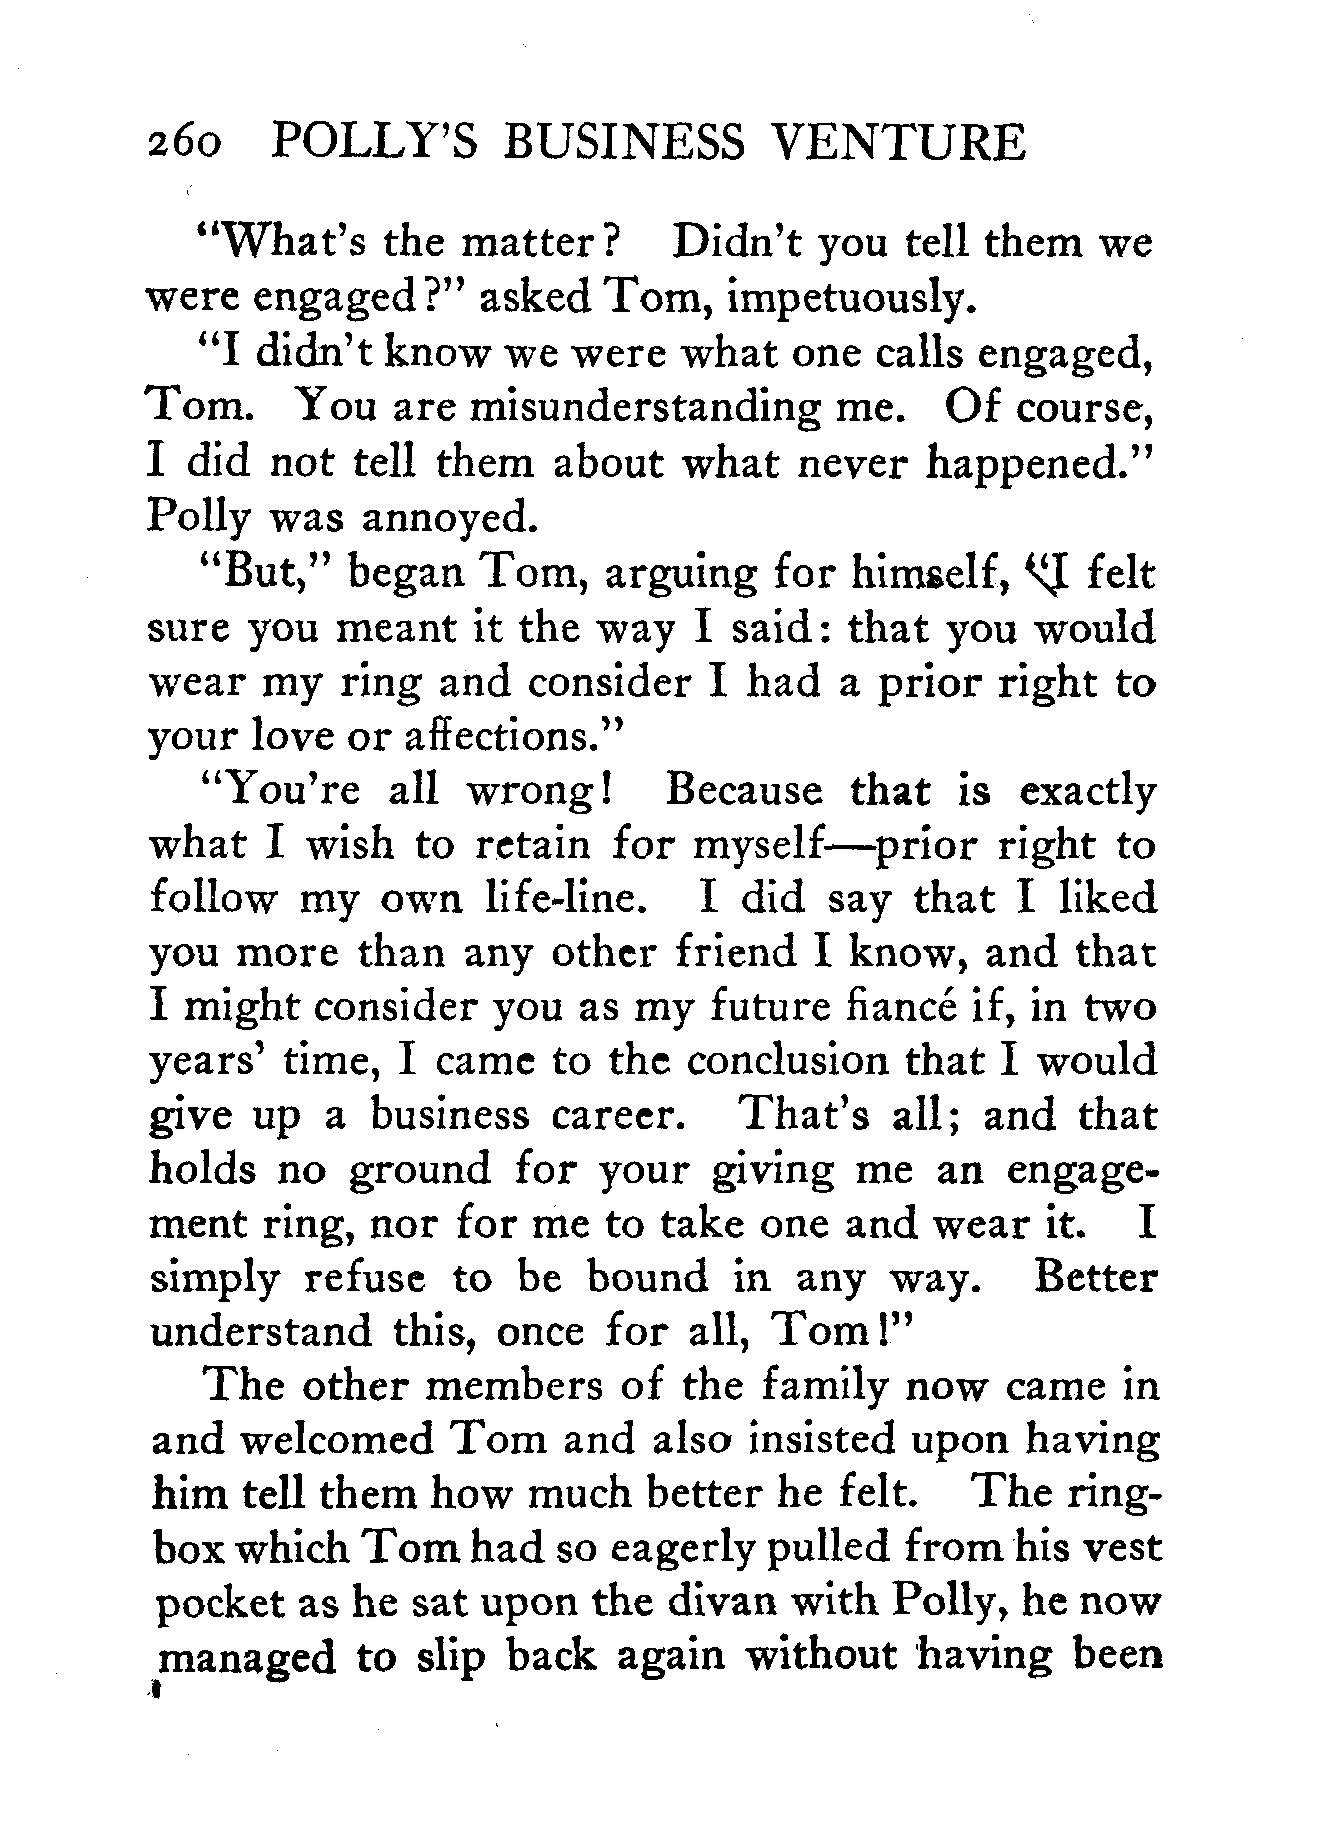 260 POLLY'S BUSINESS VENTURE
"What's the matter? Didn't you tell them we
were engaged?" asked Tom, impetuously.
"I didn't know we were what one calls engaged,
Tom. You are misunderstanding me. Of course,
I did not tell them about what never happened."
Polly was annoyed.
"But," began Tom, arguing for himself, "I felt
sure you meant it the way I said: that you would
wear my ring and consider I had a prior right to
your love or affections."
"You're all wrong! Because that is exactly
what I wish to retain for myself—prior right to
follow my own life-line. I did say that I liked
you more than any other friend I know, and that
I might consider you as my future fiancé if, in two
years' time, I came to the conclusion that I would
give up a business career. That's all; and that
holds no ground for your giving me an engage-
ment ring, nor for me to take one and wear it. I
simply refuse to be bound in any way. Better
understand this, once for all, Tom!"
The other members of the family now came in
and welcomed Tom and also insisted upon having
him tell them how much better he felt. The ring-
box which Tom had so eagerly pulled from his vest
pocket as he sat upon the divan with Polly, he now
managed to slip back again without having been